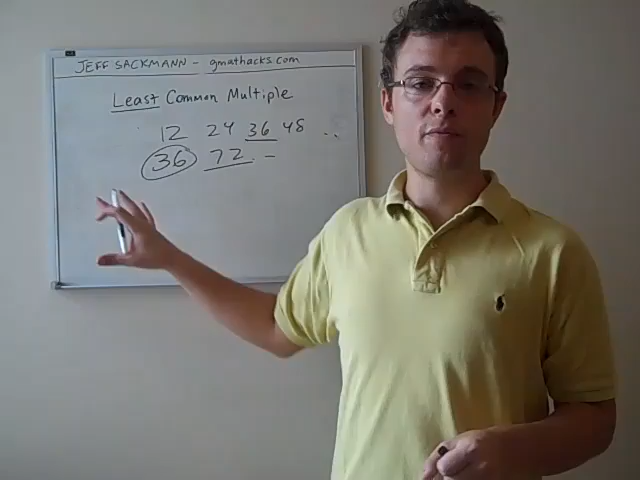 JEFF SACKMANN - gmathacks.com
Least Common Multiple
12 24 36 48 ...
36 72 -